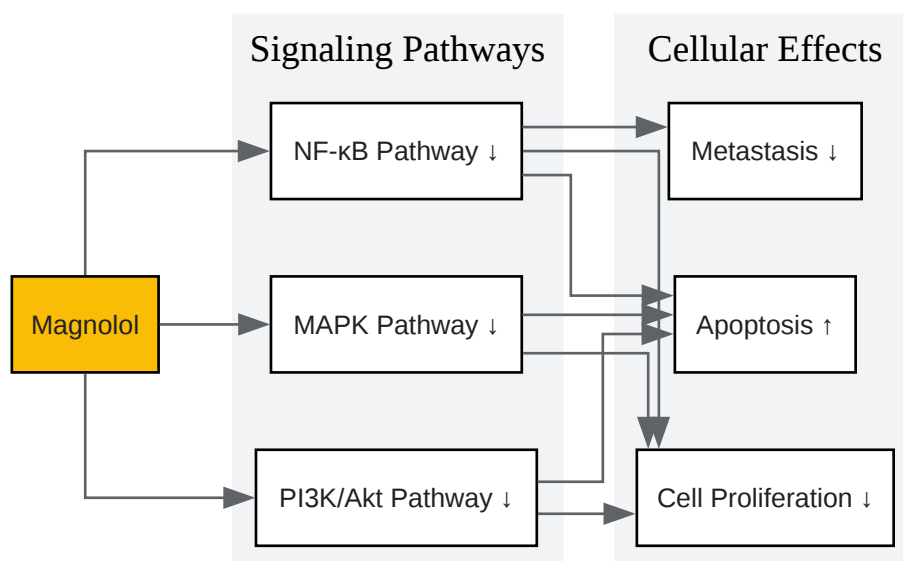 Signaling Pathways
Cellular Effects
NF-κB Pathway ↓
Metastasis ↓
Magnolol
MAPK Pathway ↓
Apoptosis ↑
PI3K/Akt Pathway ↓
Cell Proliferation ↓